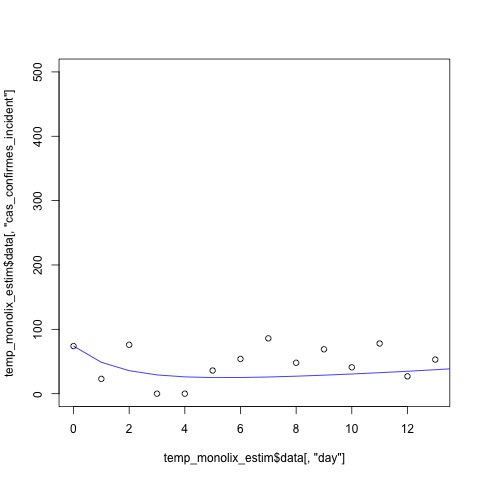 500
400
300
200
100
0
temp_monolix_estim$data[, "cas_confirmes_incident"]
0 2 4 6 8 10 12
temp_monolix_estim$data[, "day"]